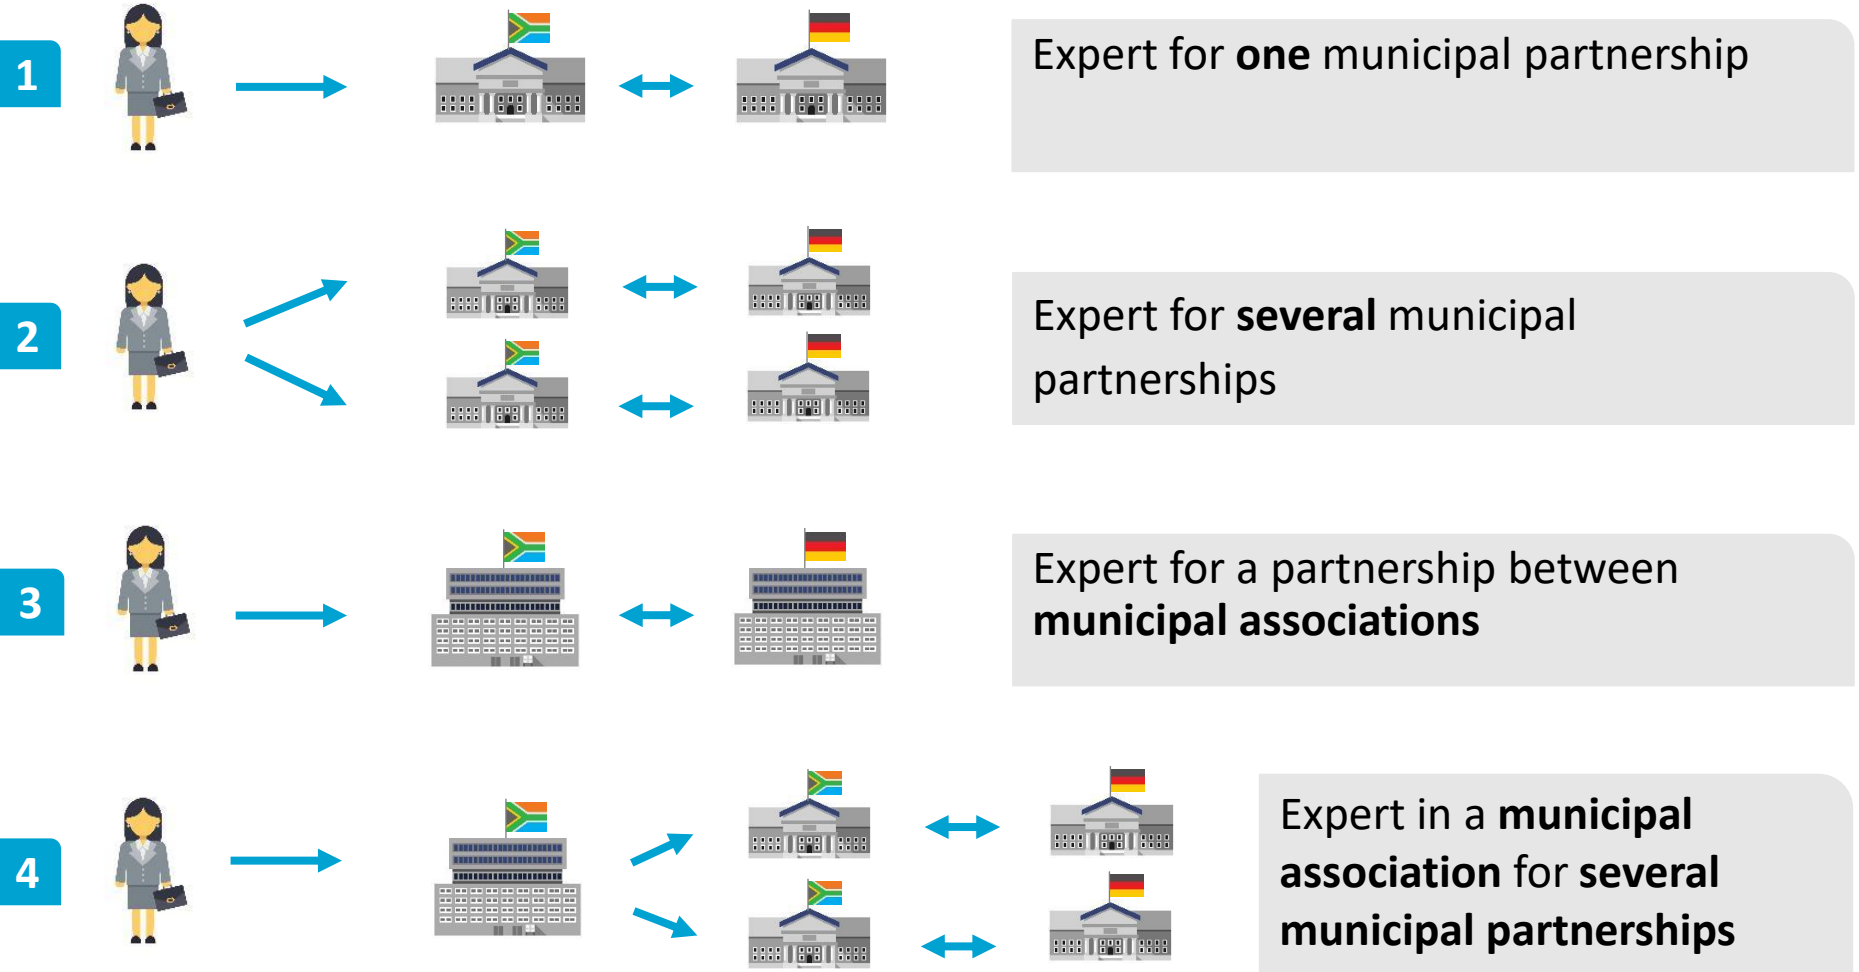 1
Expert for one municipal partnership
2
Expert for several municipal
partnerships
3
Expert for a partnership between
municipal associations
4
Expert in a municipal
association for several
municipal partnerships